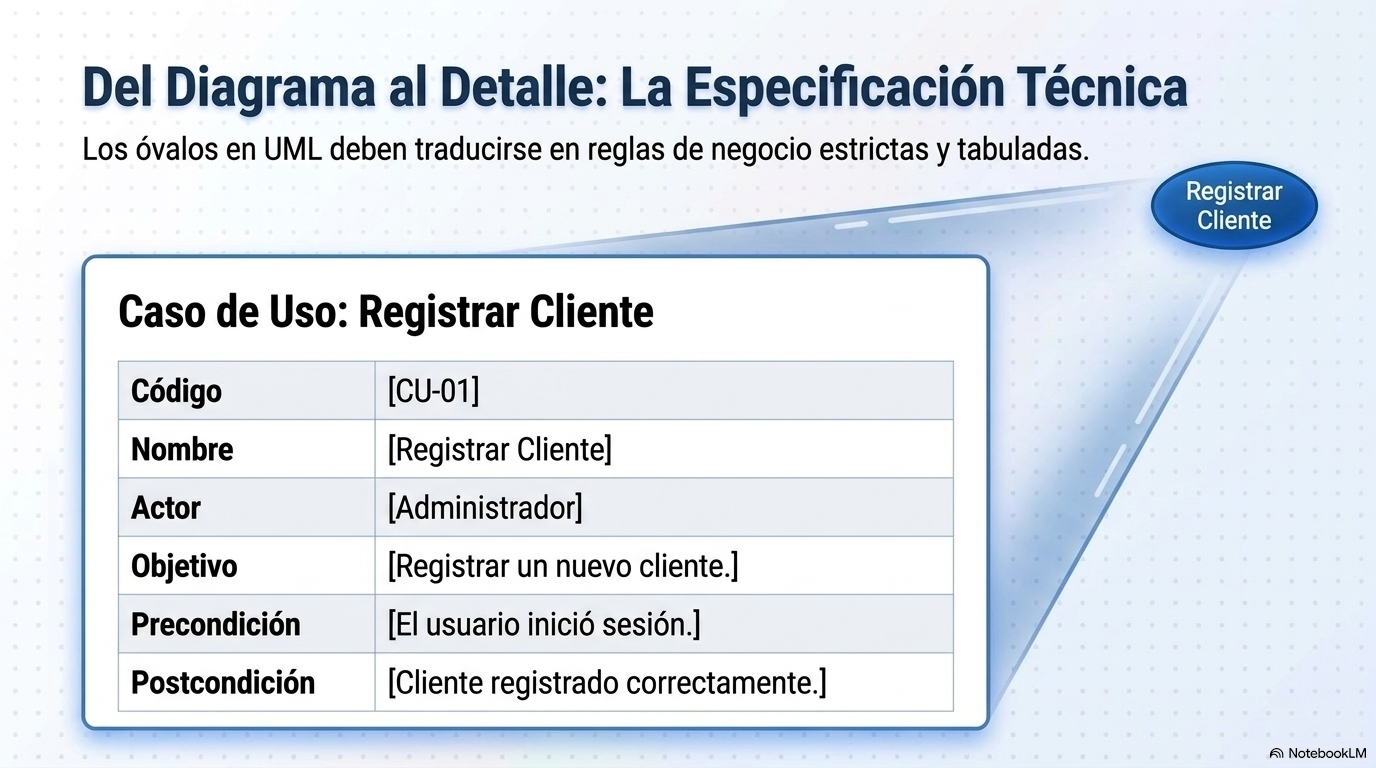 Del Diagrama al Detalle: La Especificación Técnica
Los óvalos en UML deben traducirse en reglas de negocio estrictas y tabuladas.
Registrar
Cliente
Caso de Uso: Registrar Cliente
Código [CU-01]
Nombre [Registrar Cliente]
Actor [Administrador]
Objetivo [Registrar un nuevo cliente.]
Precondición [El usuario inició sesión.]
Postcondición [Cliente registrado correctamente.]
NotebookLM